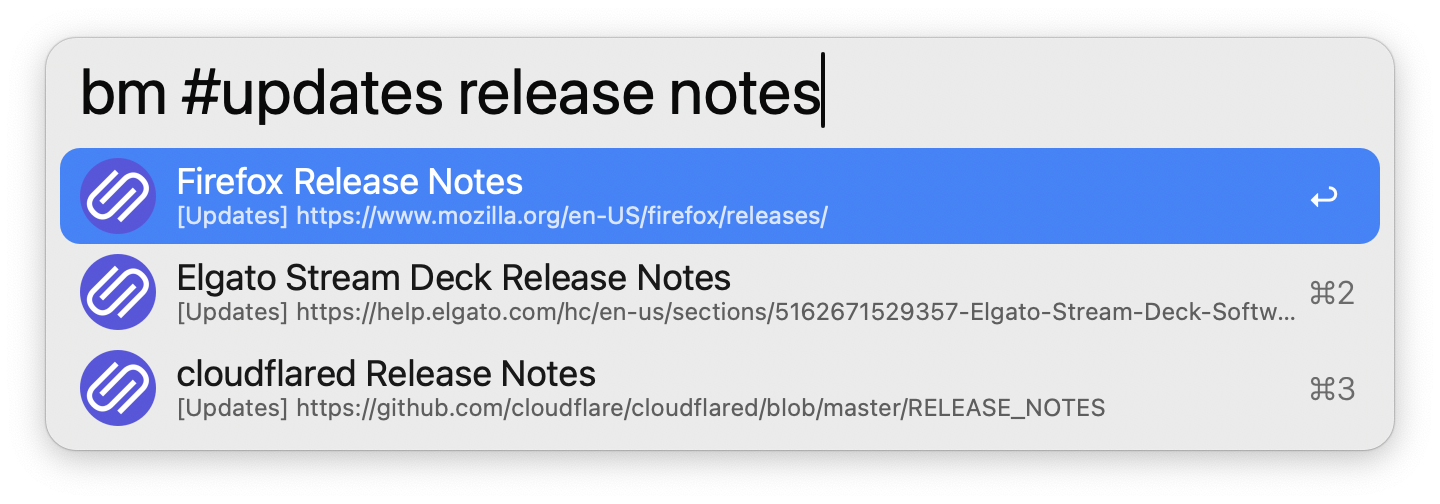 bm #updates release notes
Firefox Release Notes
[Updates] https://www.mozilla.org/en-US/firefox/releases/
Elgato Stream Deck Release Notes
[Updates] https://help.elgato.com/hc/en-us/sections/5162671529357-Elgato-Stream-Deck-Softw...
⌘2
cloudflared Release Notes
[Updates] https://github.com/cloudflare/cloudflared/blob/master/RELEASE_NOTES
⌘3